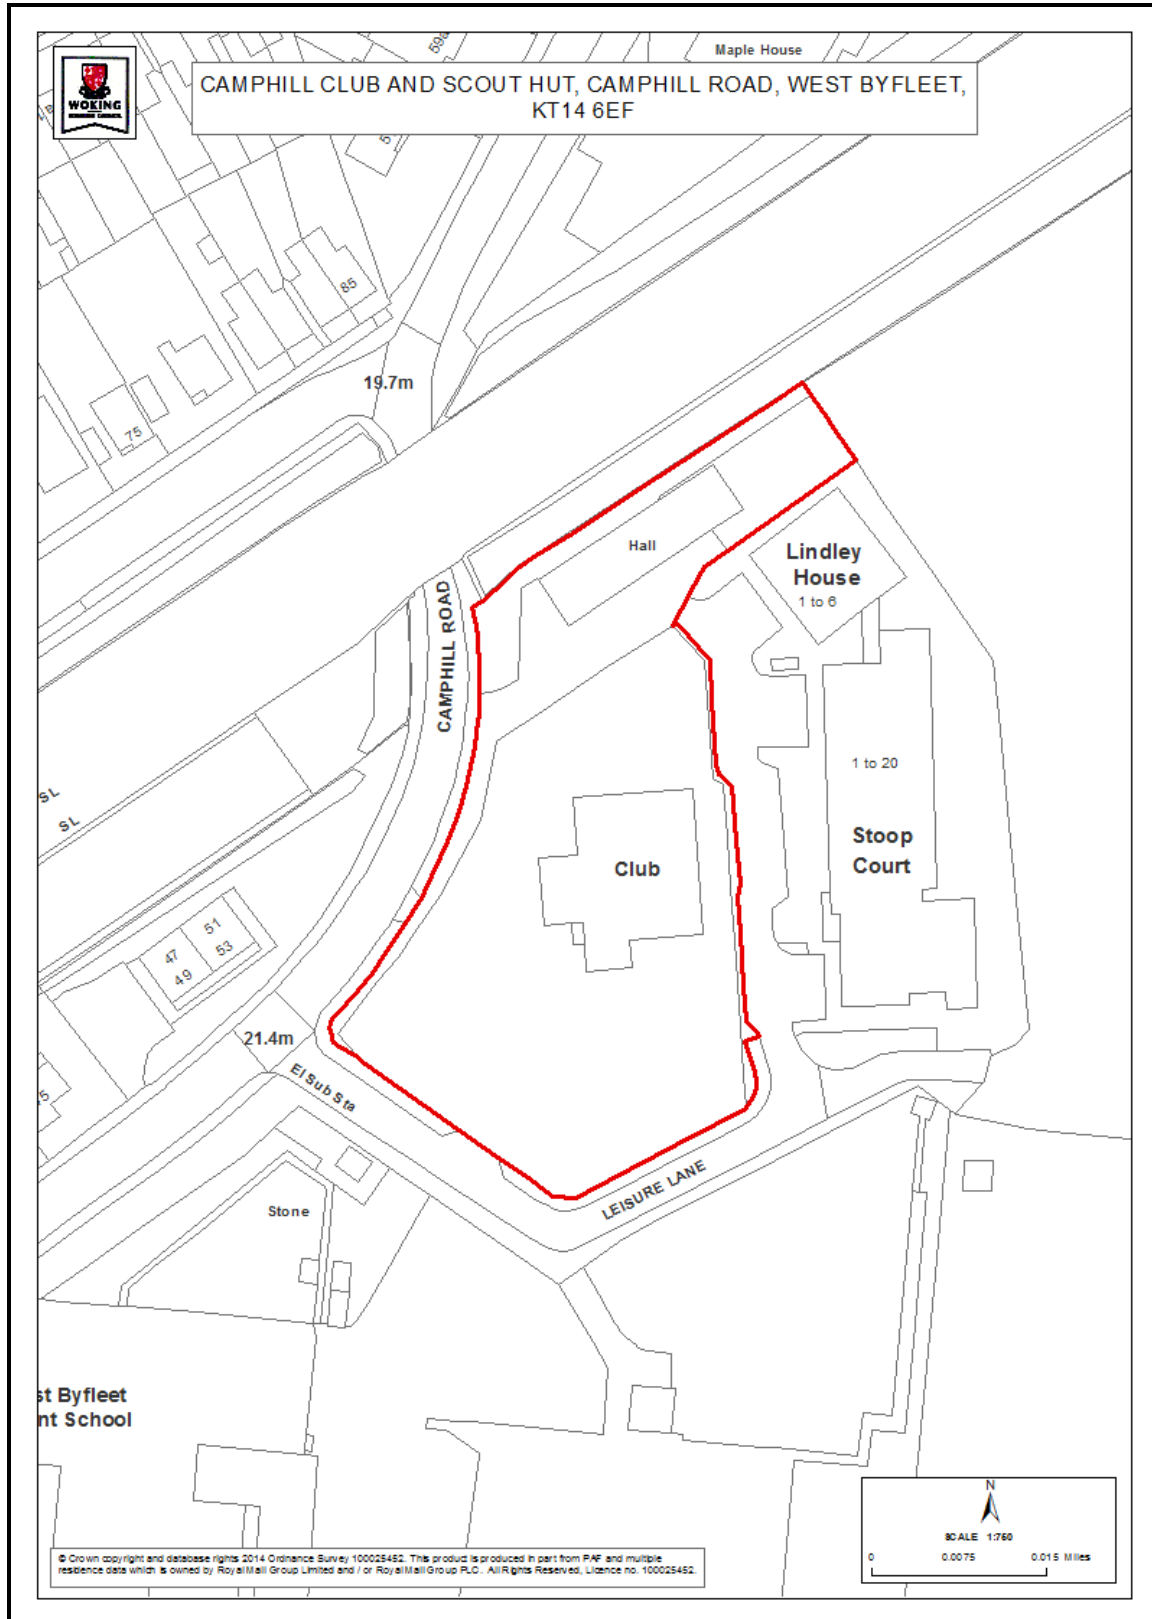 59a
Maple House
WOKING
BOROUGH COUNCIL
CAMPHILL CLUB AND SCOUT HUT, CAMPHILL ROAD, WEST BYFLEET,
KT14 6EF
85
19.7m
75
Hall
Lindley
House
1 to 6
CAMPHILL ROAD
1 to 20
SL
SL
Stoop
Court
Club
51
47
53
49
21.4m
El Sub Sta
LEISURE LANE
Stone
st Byfleet
nt School
N
SCALE 1:750
0 0.0075 0.015 Miles
© Crown copyright and database rights 2014 Ordnance Survey 100025452. This product is produced in part from PAF and multiple
residence data which is owned by Royal Mail Group Limited and / or Royal Mail Group PLC. All Rights Reserved, Licence no. 100025452.